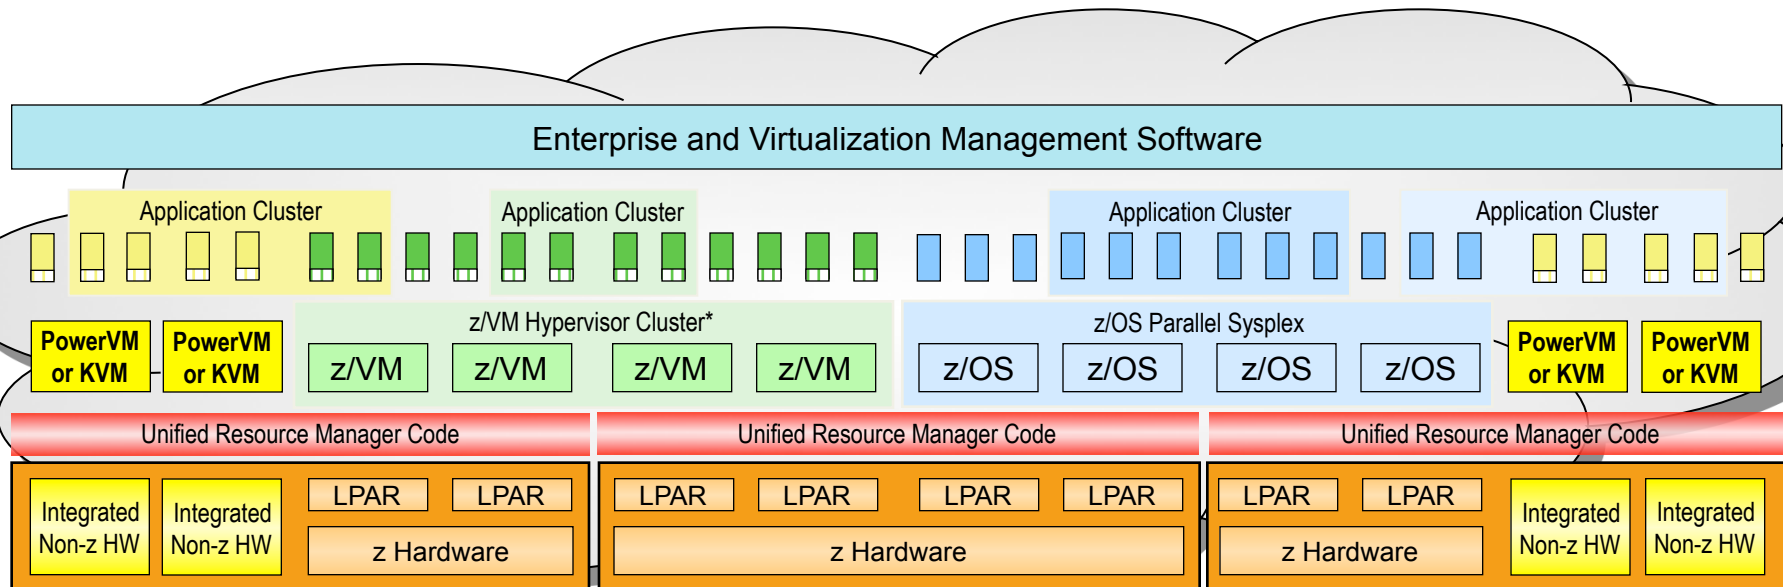 Enterprise and Virtualization Management Software
Application Cluster
Application Cluster
Application Cluster
Application Cluster
z/VM Hypervisor Cluster*
z/OS Parallel Sysplex
PowerVM
or KVM
PowerVM
or KVM
z/VM
z/VM
z/VM
z/VM
z/OS
z/OS
z/OS
z/OS
PowerVM
or KVM
PowerVM
or KVM
Unified Resource Manager Code
Unified Resource Manager Code
Unified Resource Manager Code
Integrated
Non-z HW
Integrated
Non-z HW
LPAR
LPAR
z Hardware
LPAR
LPAR
LPAR
LPAR
z Hardware
LPAR
LPAR
z Hardware
Integrated
Non-z HW
Integrated
Non-z HW